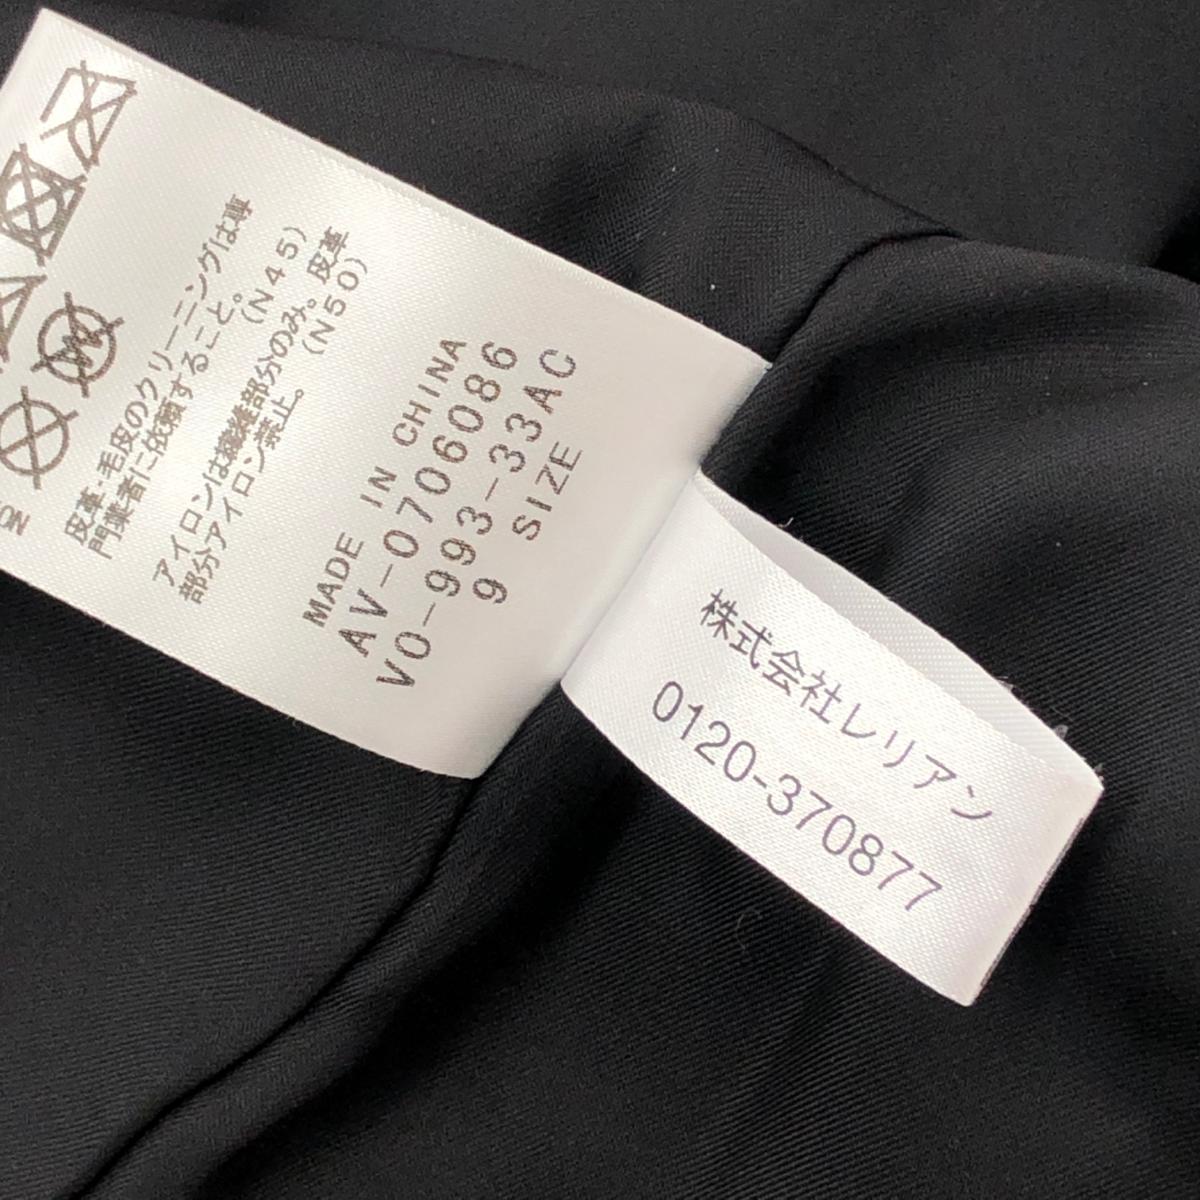 皮革・毛皮のクリーニングは専
門業者に依頼すること。
(N45)
アイロンは繊維部分のみ。皮革
部分アイロン禁止。
(N50)
MADE IN CHINA
AV-0706086
VO-993-33AC
9 SIZE
株式会社レリアン
0120-370877